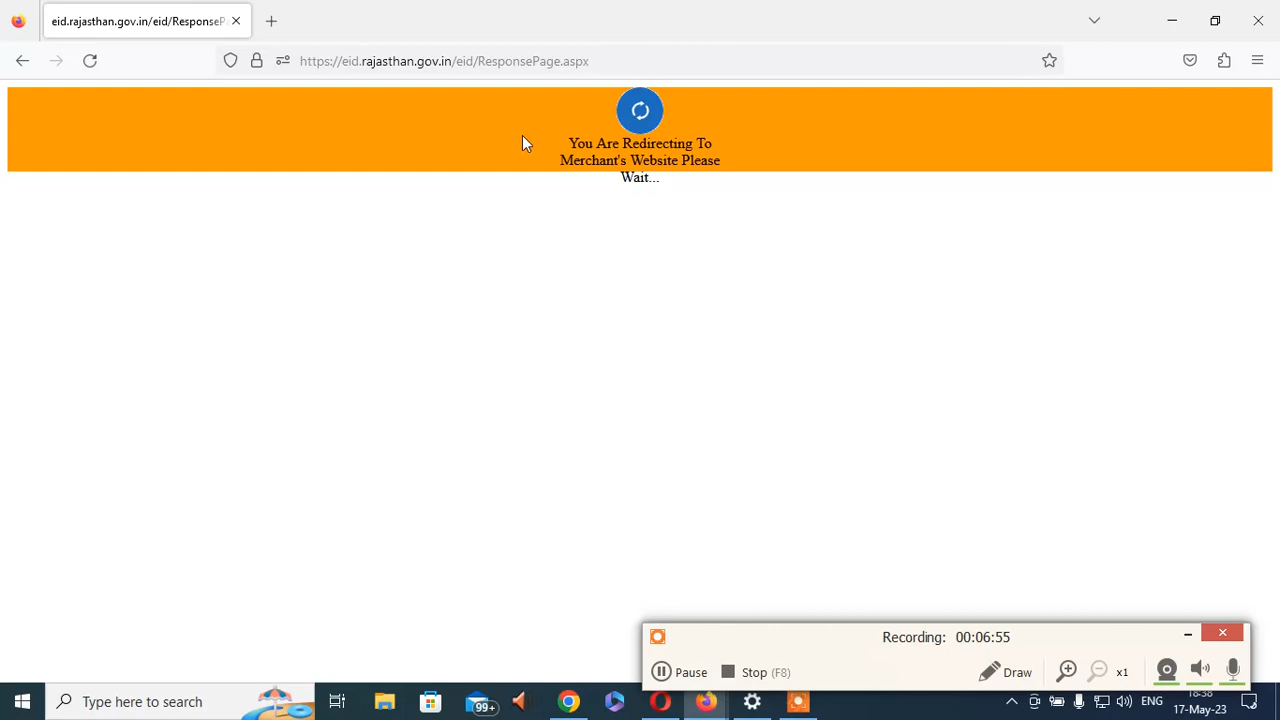 eid.rajasthan.gov.in/eid/ResponseP
https://eid.rajasthan.gov.in/eid/ResponsePage.aspx
You Are Redirecting To
Merchant's Website Please
Wait...
Recording: 00:06:55
Pause
Stop (F8)
Draw
x1
Type here to search
99+
ENG
18:38
17-May-23